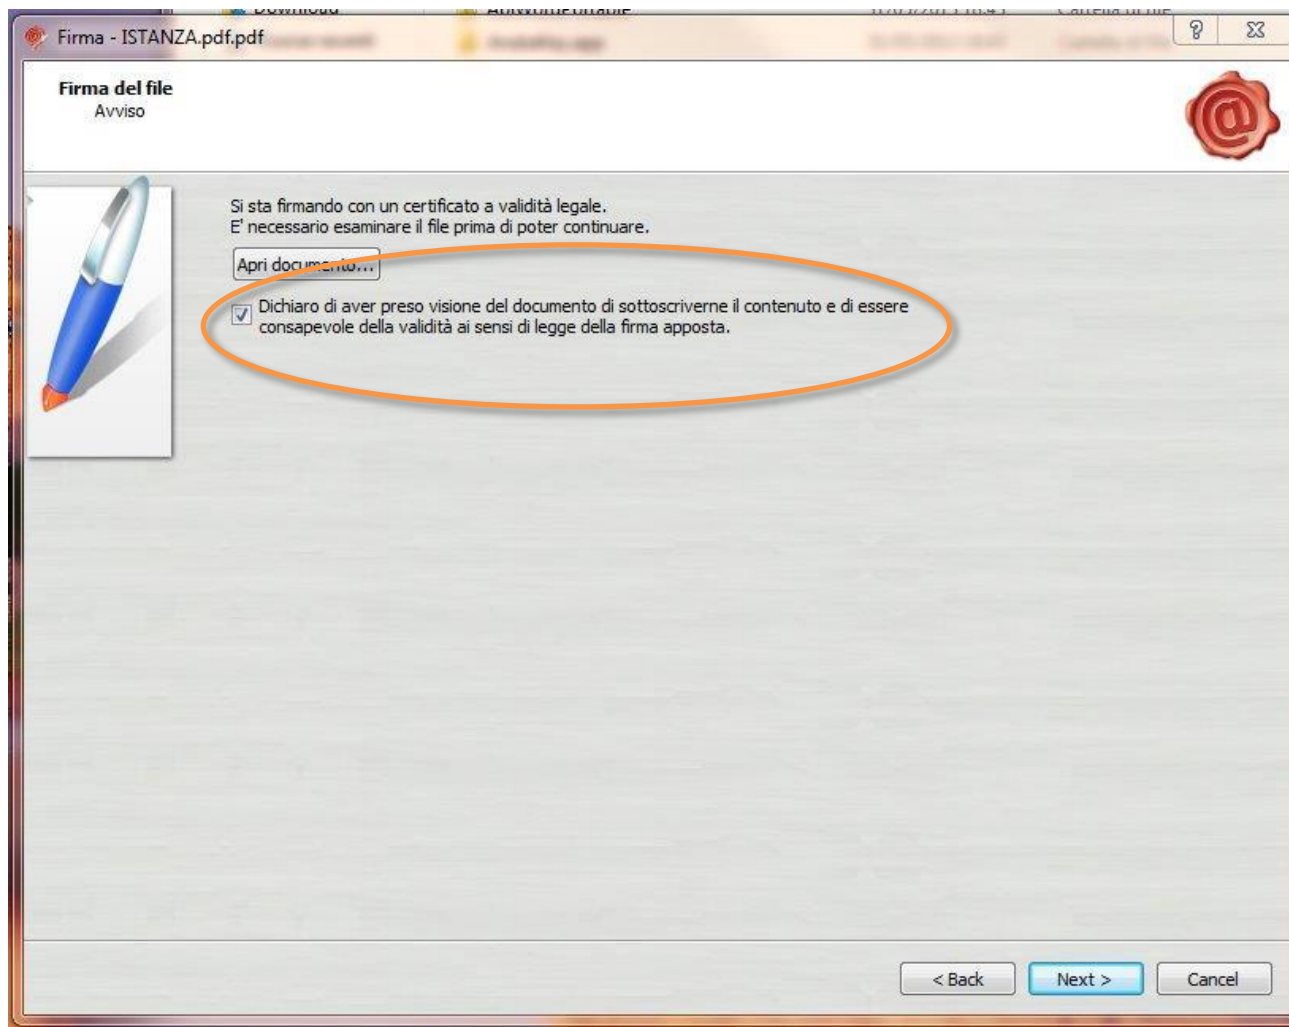 Firma - ISTANZA.pdf.pdf
Firma del file
Avviso
Si sta firmando con un certificato a validità legale.
E' necessario esaminare il file prima di poter continuare.
Apri documento...
Dichiaro di aver preso visione del documento di sottoscriverne il contenuto e di essere
consapevole della validità ai sensi di legge della firma apposta.
< Back Next > Cancel